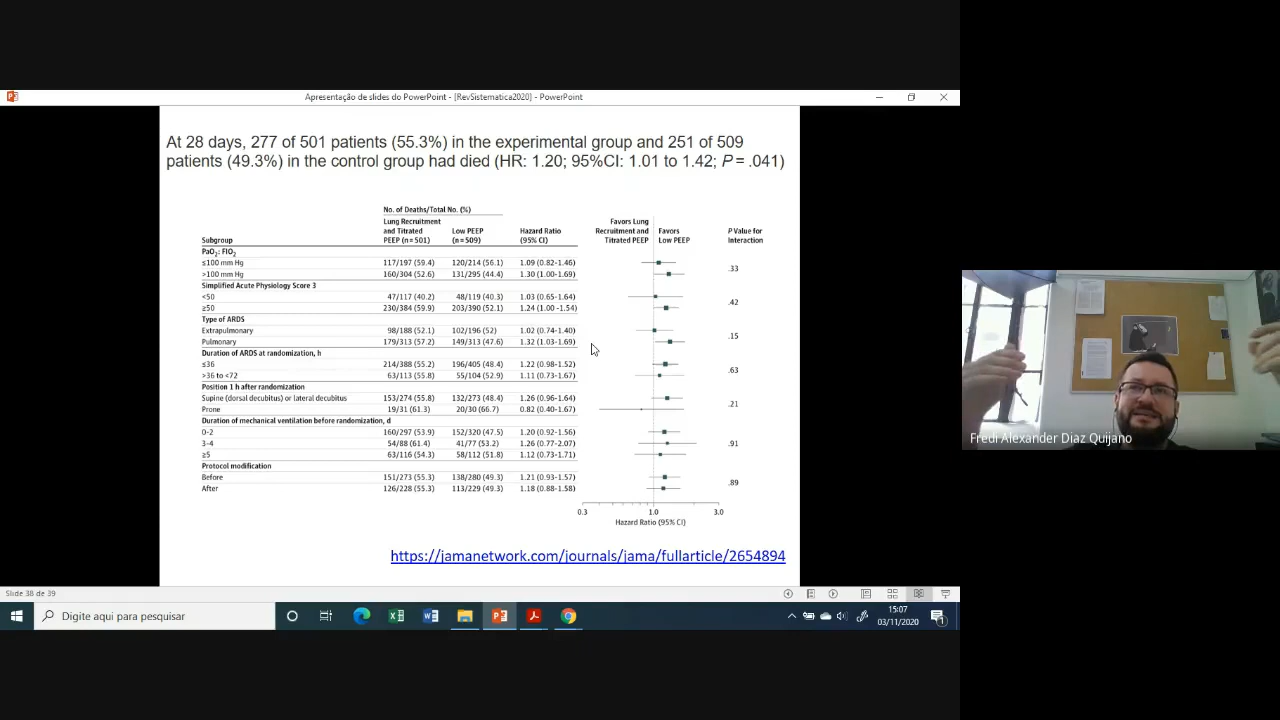 Apresentação de slides do PowerPoint - [RevSistematica2020] - PowerPoint
At 28 days, 277 of 501 patients (55.3%) in the experimental group and 251 of 509
patients (49.3%) in the control group had died (HR: 1.20; 95%CI: 1.01 to 1.42; P = .041)
No. of Deaths/Total No. (%)
Subgroup
Lung Recruitment
and Titrated
PEEP (n = 501)
Low PEEP
(n = 509)
Hazard Ratio
(95% CI)
Favors Lung
Recruitment and
Titrated PEEP
Favors
Low PEEP
P Value for
Interaction
PaO2: FIO2
≤100 mm Hg 117/197 (59.4) 120/214 (56.1) 1.09 (0.82-1.46)
>100 mm Hg 160/304 (52.6) 131/295 (44.4) 1.30 (1.00-1.69)
.33
Simplified Acute Physiology Score 3
<50 47/117 (40.2) 48/119 (40.3) 1.03 (0.65-1.64)
≥50 230/384 (59.9) 203/390 (52.1) 1.24 (1.00 -1.54)
.42
Type of ARDS
Extrapulmonary 98/188 (52.1) 102/196 (52) 1.02 (0.74-1.40)
Pulmonary 179/313 (57.2) 149/313 (47.6) 1.32 (1.03-1.69)
.15
Duration of ARDS at randomization, h
≤36 214/388 (55.2) 196/405 (48.4) 1.22 (0.98-1.52)
>36 to <72 63/113 (55.8) 55/104 (52.9) 1.11 (0.73-1.67)
.63
Position 1 h after randomization
Supine (dorsal decubitus) or lateral decubitus 153/274 (55.8) 132/273 (48.4) 1.26 (0.96-1.64)
Prone 19/31 (61.3) 20/30 (66.7) 0.82 (0.40-1.67)
.21
Duration of mechanical ventilation before randomization, d
0-2 160/297 (53.9) 152/320 (47.5) 1.20 (0.92-1.56)
3-4 54/88 (61.4) 41/77 (53.2) 1.26 (0.77-2.07)
≥5 63/116 (54.3) 58/112 (51.8) 1.12 (0.73-1.71)
.91
Protocol modification
Before 151/273 (55.3) 138/280 (49.3) 1.21 (0.93-1.57)
After 126/228 (55.3) 113/229 (49.3) 1.18 (0.88-1.58)
.89
0.3 1.0 3.0
Hazard Ratio (95% CI)
https://jamanetwork.com/journals/jama/fullarticle/2654894
Slide 38 de 39
Digite aqui para pesquisar
15:07
03/11/2020
Fredi Alexander Diaz Quijano